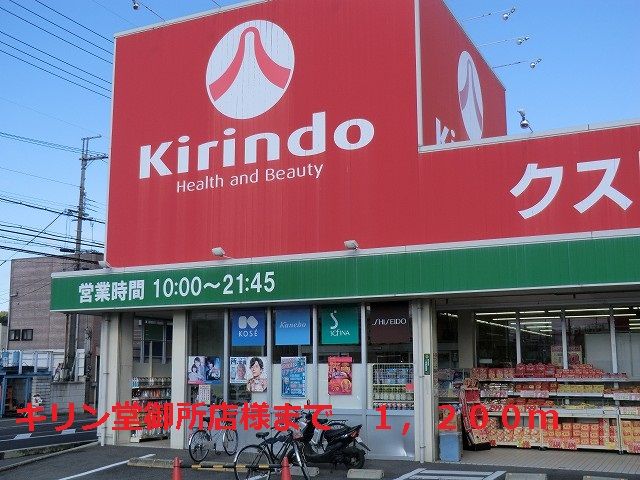 Kirindo
Health and Beauty
クス
営業時間 10:00～21:45
KOSÉ
Kanebo
SOFINA
SHISEIDO
キリン堂御所店様まで　１，２００ｍ